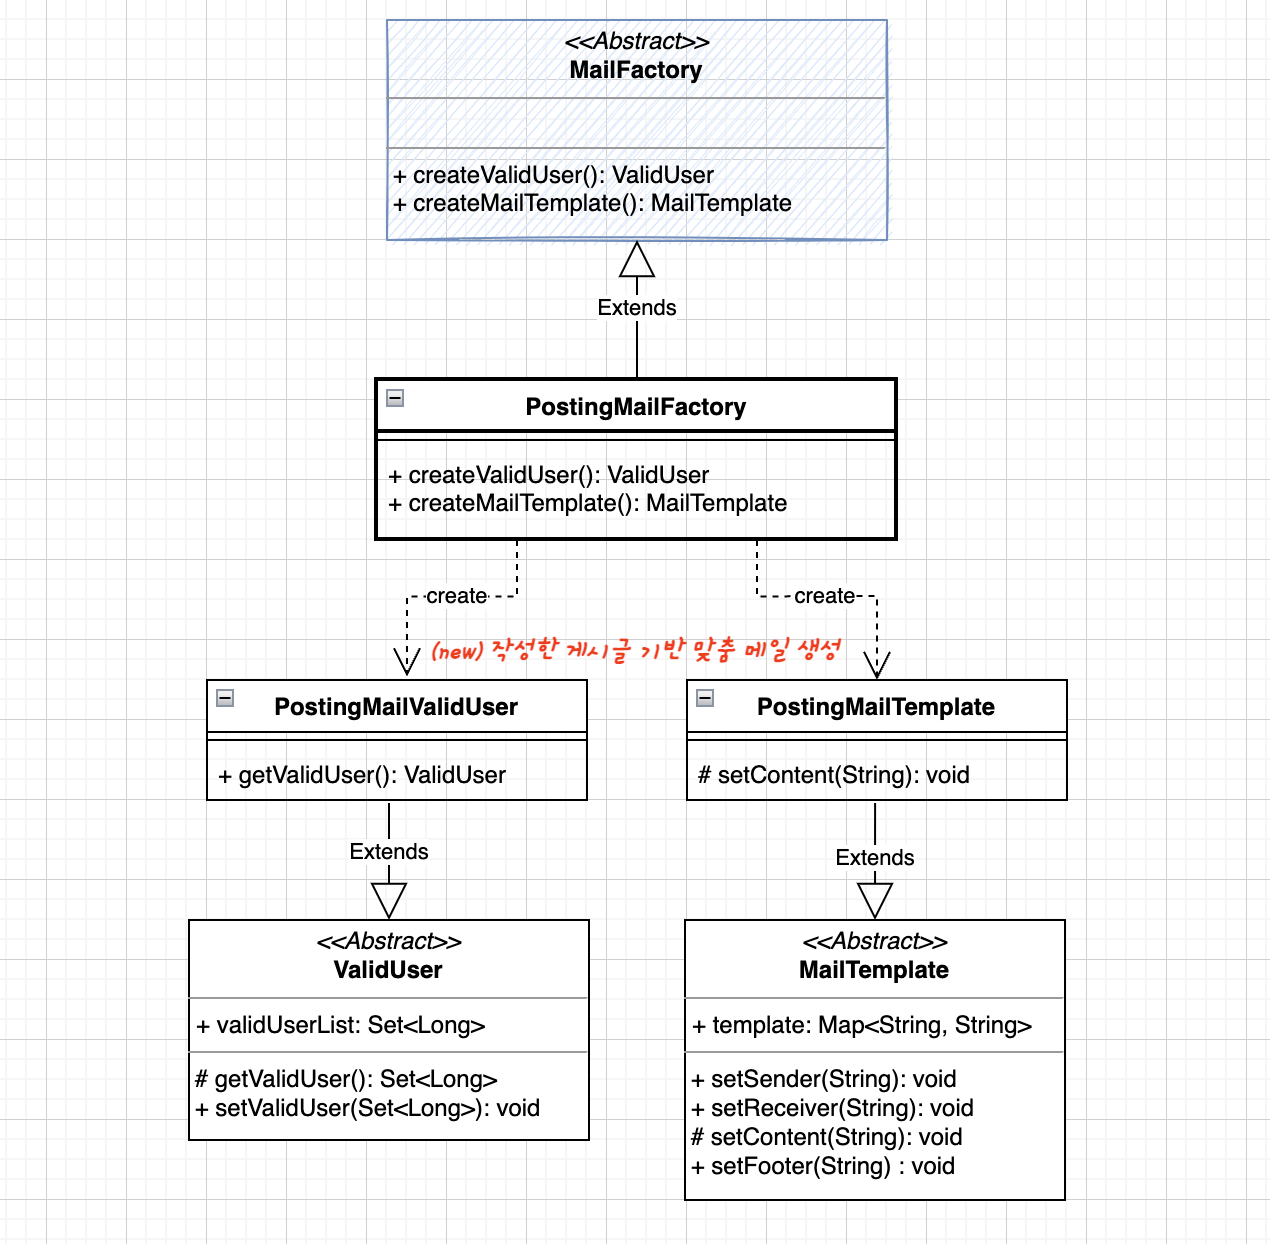 <<Abstract>>
MailFactory
+ createValidUser(): ValidUser
+ createMailTemplate(): MailTemplate
Extends
PostingMailFactory
+ createValidUser(): ValidUser
+ createMailTemplate(): MailTemplate
create
create
(new) 작성한 게시글 기반 맞춤 메일 생성
PostingMailValidUser
+ getValidUser(): ValidUser
PostingMailTemplate
# setContent(String): void
Extends
Extends
<<Abstract>>
ValidUser
+ validUserList: Set<Long>
# getValidUser(): Set<Long>
+ setValidUser(Set<Long>): void
<<Abstract>>
MailTemplate
+ template: Map<String, String>
+ setSender(String): void
+ setReceiver(String): void
# setContent(String): void
+ setFooter(String) : void